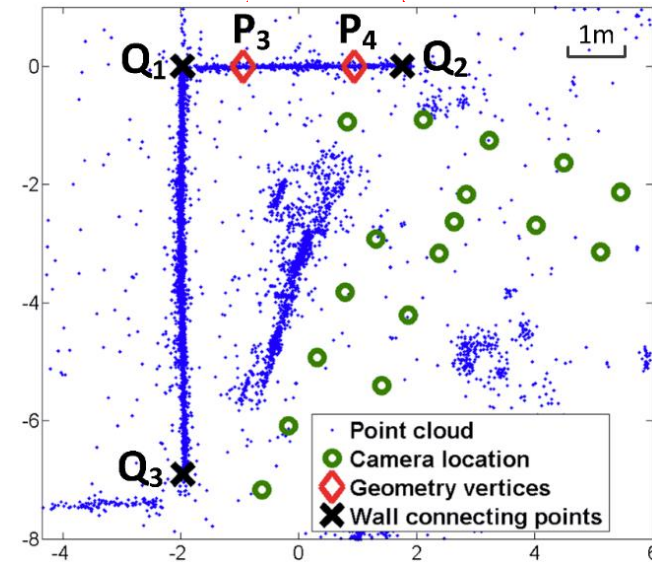 P3 P4
Q1 Q2
1m
0
-2
-4
-6
-8
Q3
Point cloud
Camera location
Geometry vertices
Wall connecting points
-4 -2 0 2 4 6